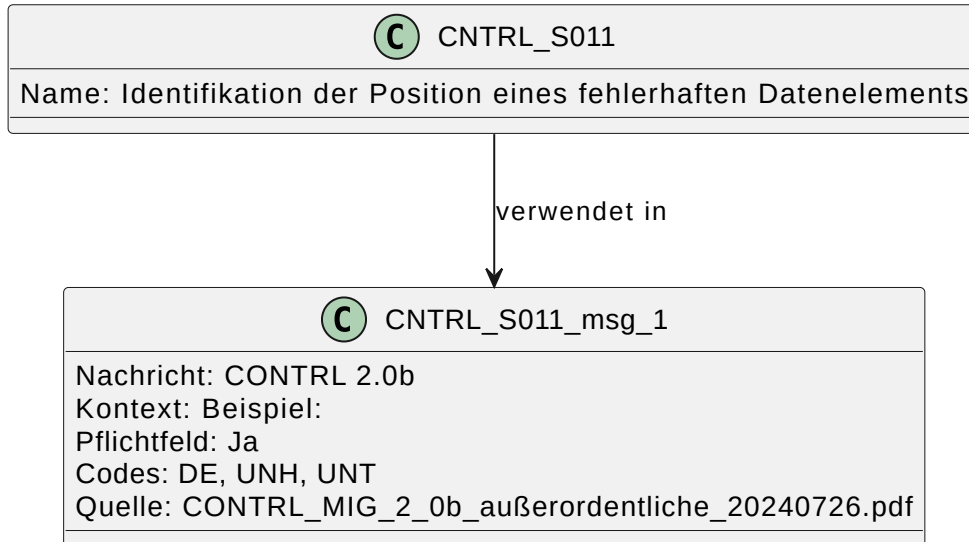 C CNTRL_S011
Name: Identifikation der Position eines fehlerhaften Datenelements
verwendet in
C CNTRL_S011_msg_1
Nachricht: CONTRL 2.0b
Kontext: Beispiel:
Pflichtfeld: Ja
Codes: DE, UNH, UNT
Quelle: CONTRL_MIG_2_0b_außerordentliche_20240726.pdf